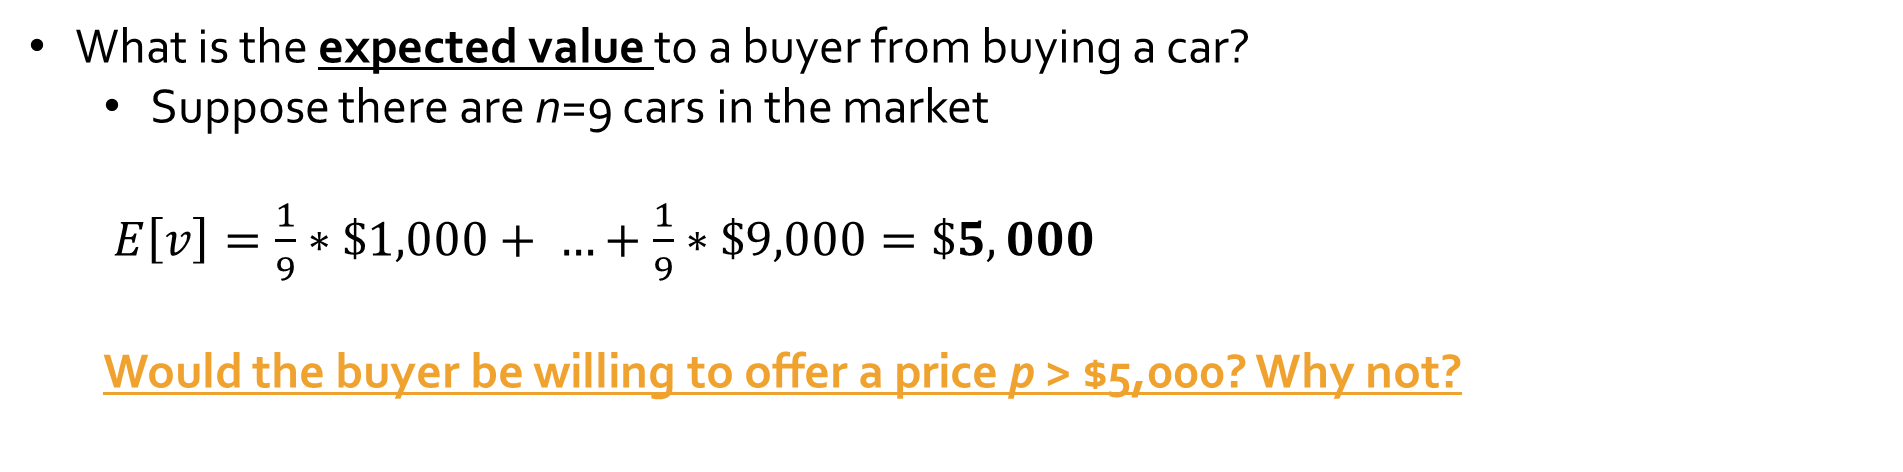 • What is the expected value to a buyer from buying a car?
• Suppose there are n=9 cars in the market
E[v] = 1/9 * $1,000 + … + 1/9 * $9,000 = $5,000
Would the buyer be willing to offer a price p > $5,000? Why not?